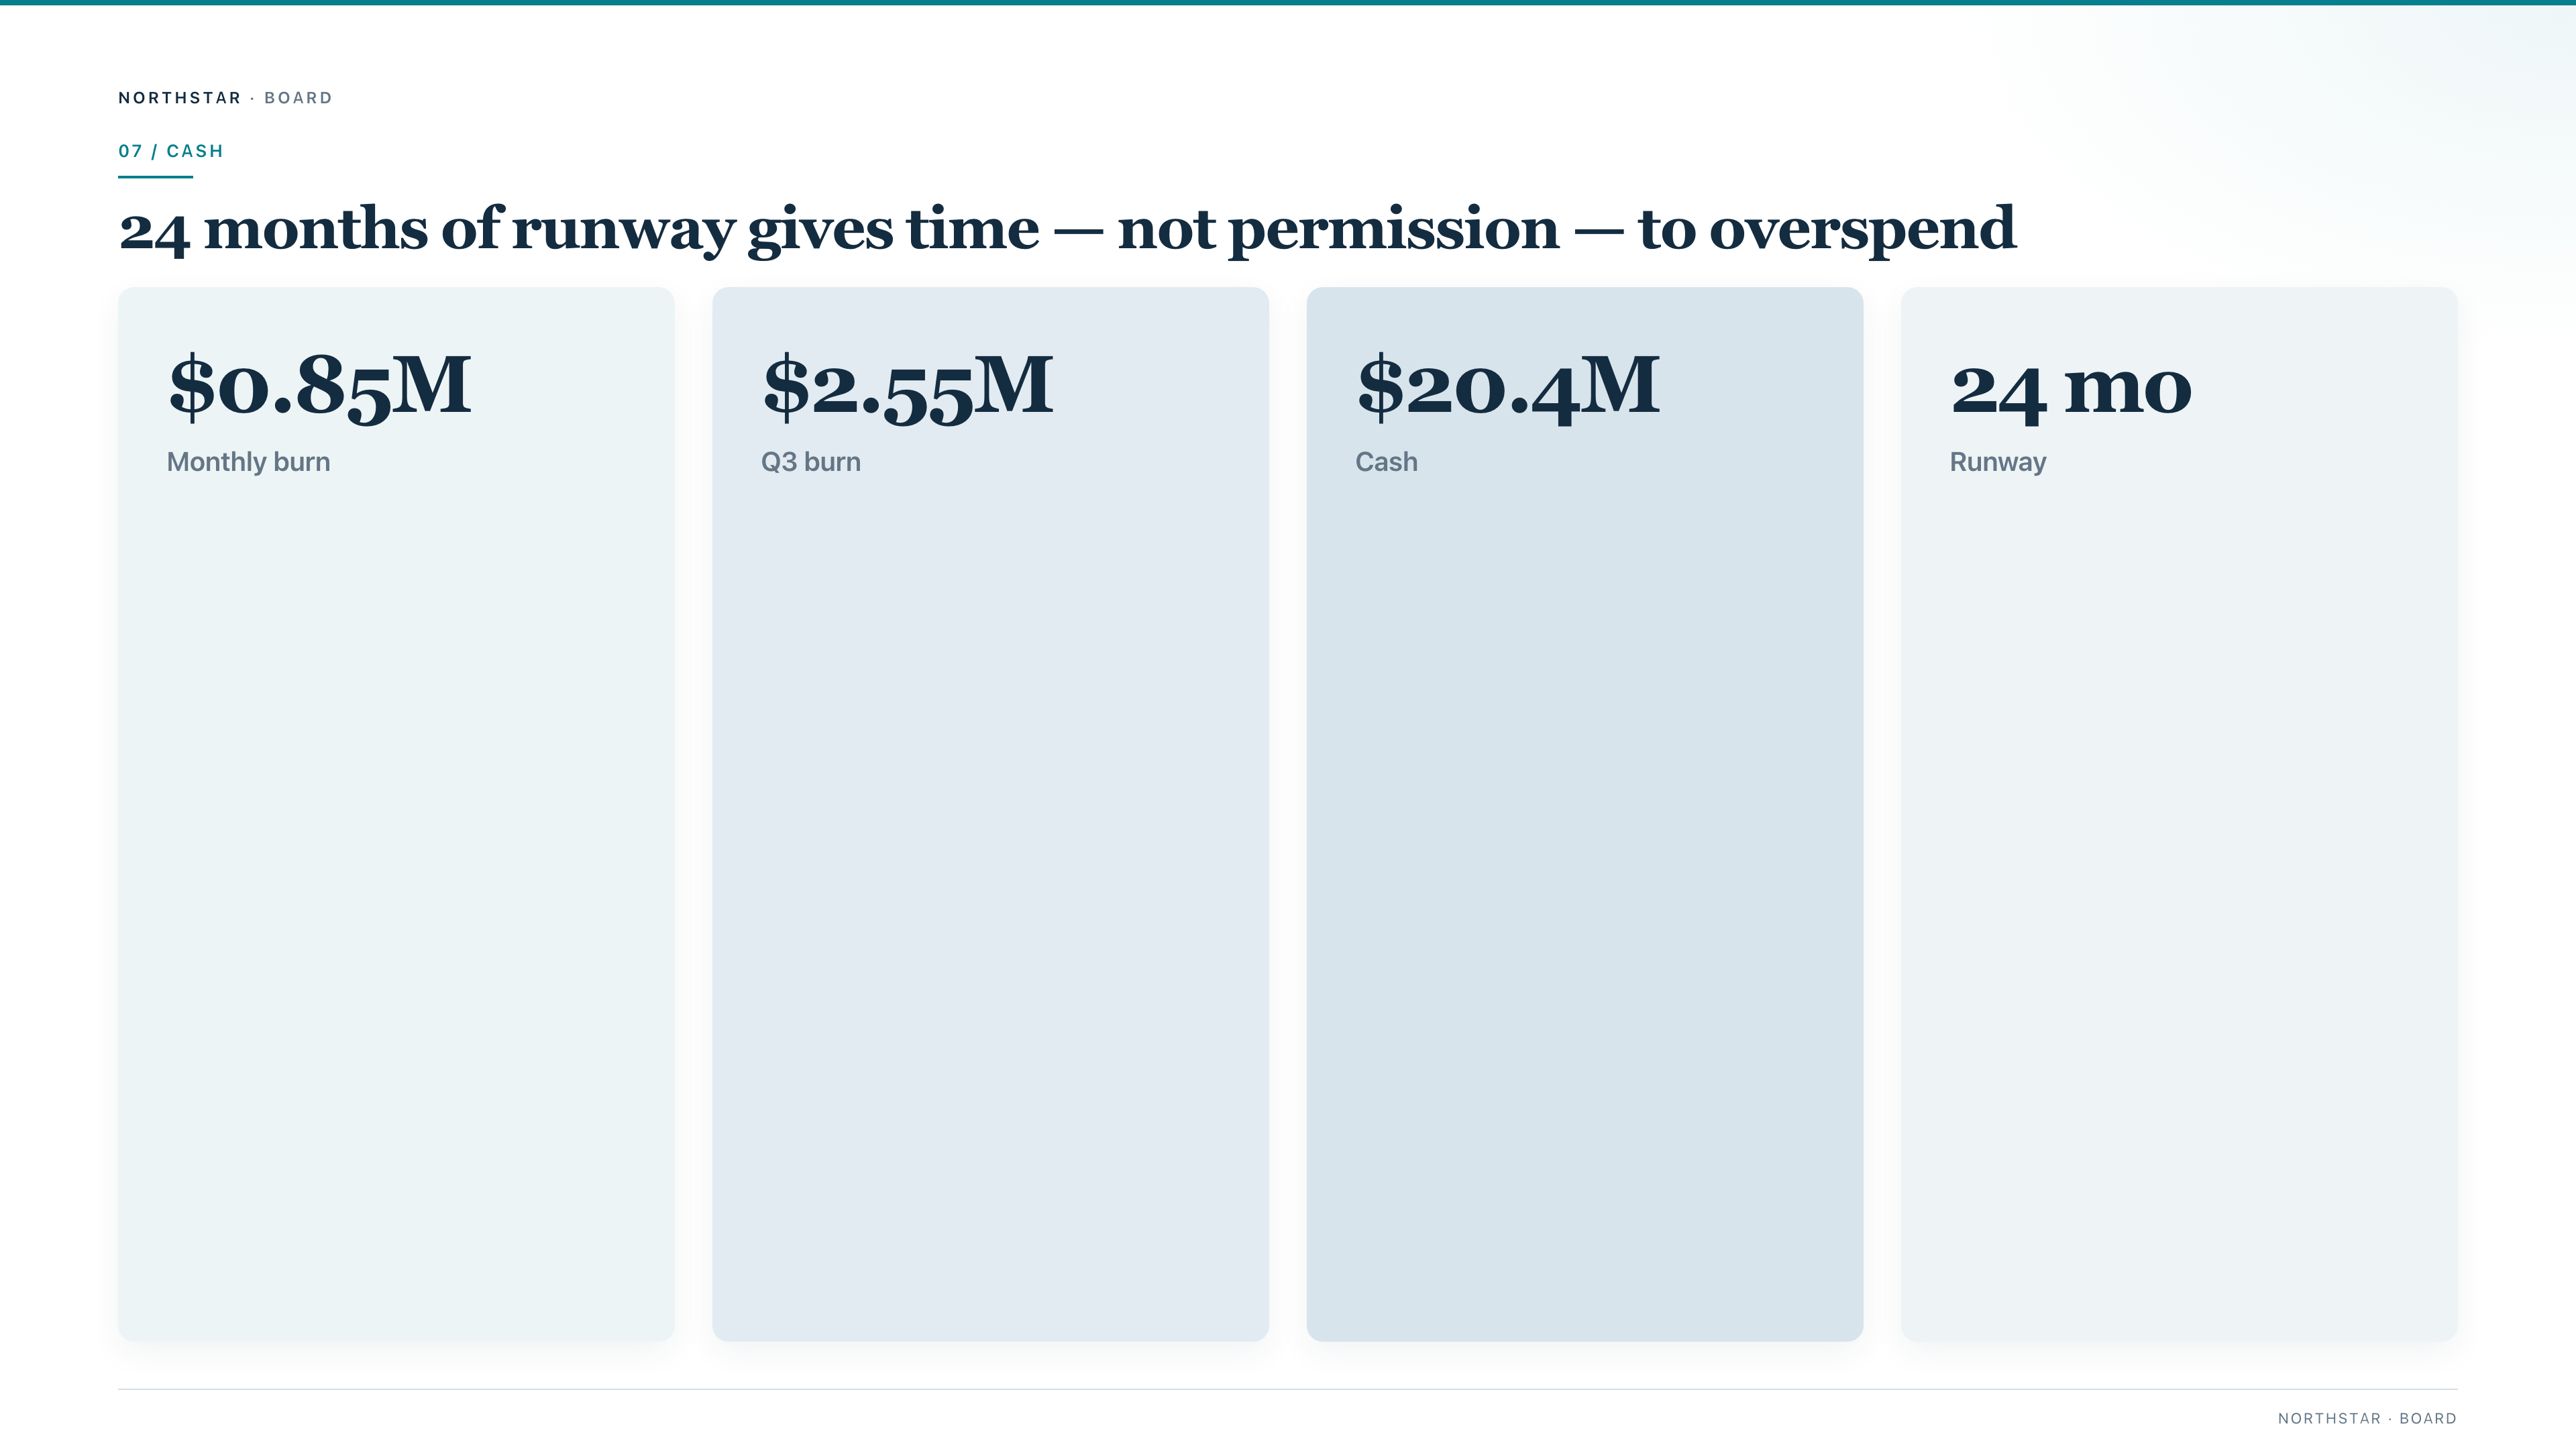 NORTHSTAR · BOARD
07 / CASH
24 months of runway gives time — not permission — to overspend
$0.85M
Monthly burn
$2.55M
Q3 burn
$20.4M
Cash
24 mo
Runway
NORTHSTAR · BOARD